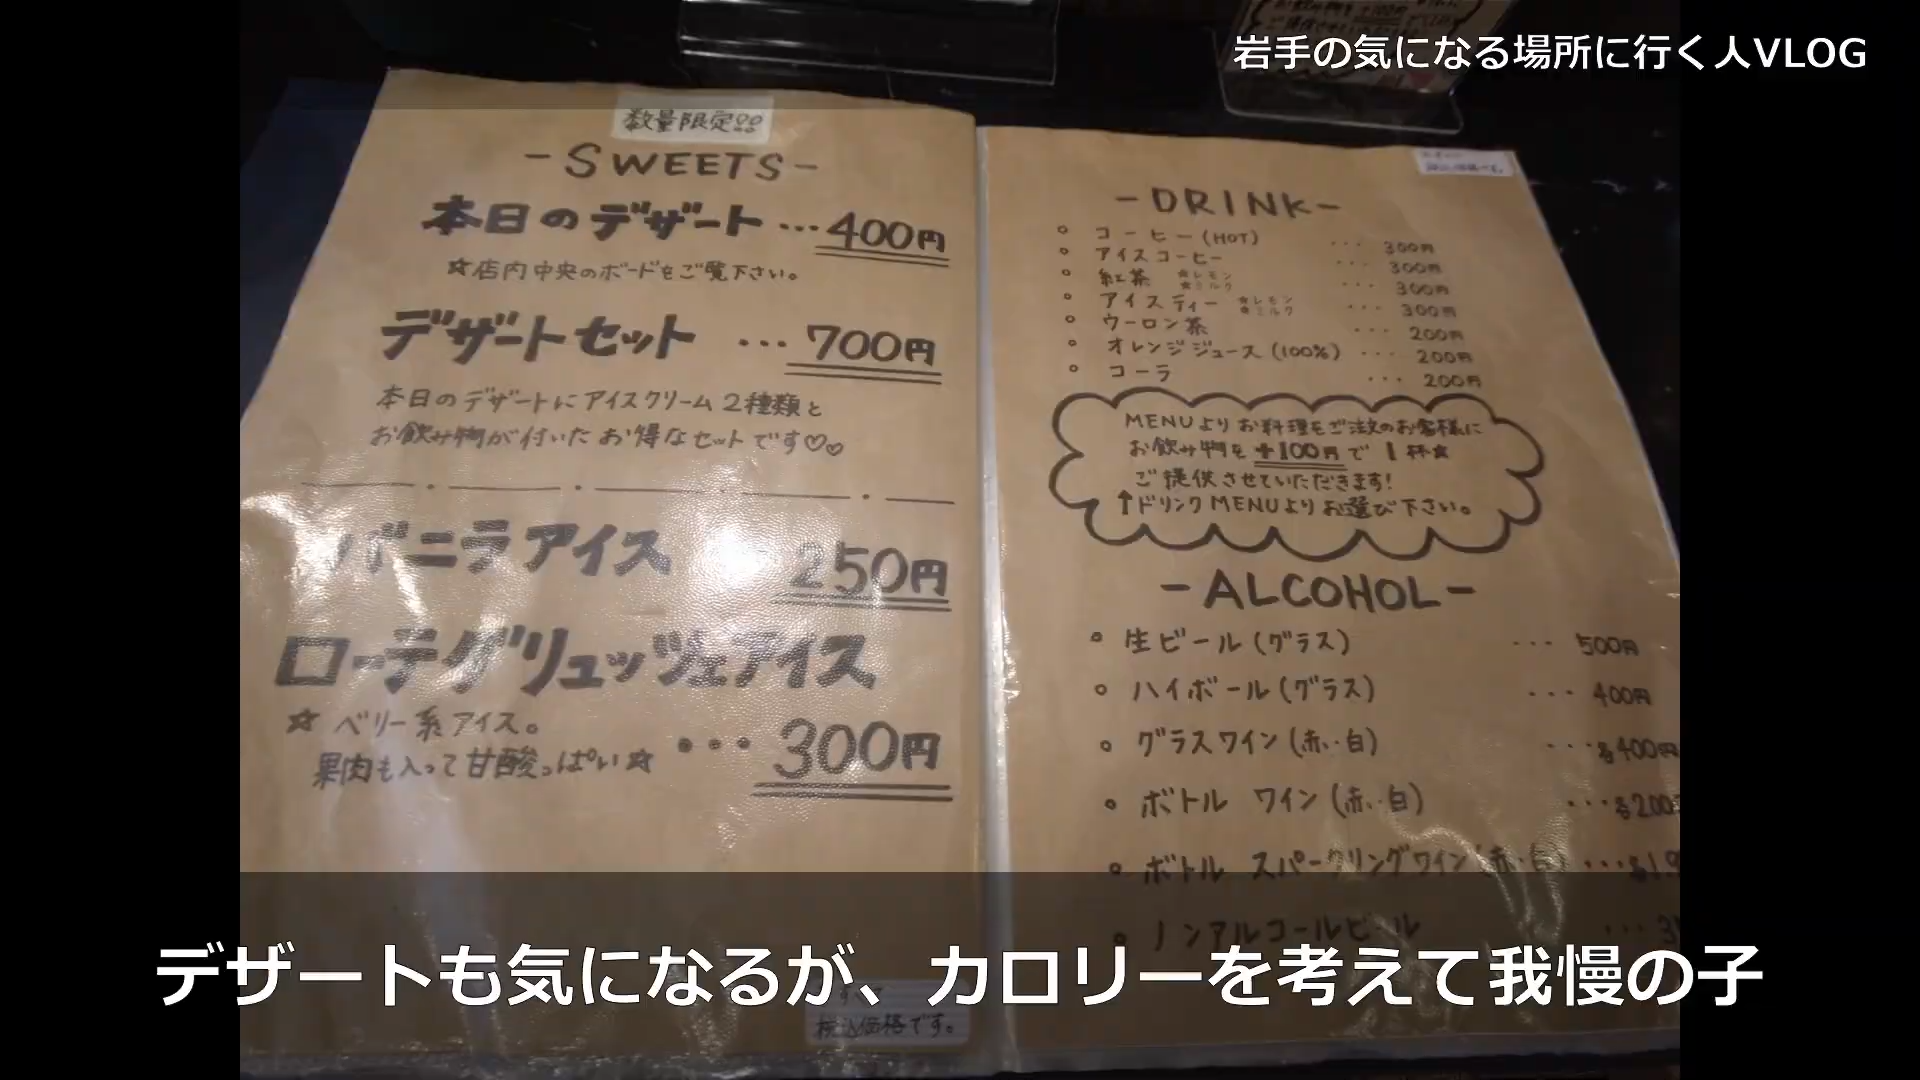 岩手の気になる場所に行く人VLOG
数量限定!!
-SWEETS-
本日のデザート…400円
☆店内中央のボードをご覧下さい。
デザートセット…700円
本日のデザートにアイスクリーム2種類と
お飲み物が付いたお得なセットです♡♡
バニラアイス 250円
ローテグリュッツェアイス
☆ベリー系アイス。
果肉も入って甘酸っぱい☆ …300円
税込価格です。
-DRINK-
コーヒー(HOT) …300円
アイスコーヒー …300円
紅茶 ☆レモン ☆ミルク …300円
アイスティー ☆レモン ☆ミルク …300円
ウーロン茶 …200円
オレンジジュース(100%) …200円
コーラ …200円
MENUよりお料理をご注文のお客様に
お飲み物を+100円で1杯☆
ご提供させていただきます!
↑ドリンクMENUよりお選び下さい。
-ALCOHOL-
生ビール(グラス) …500円
ハイボール(グラス) …400円
グラスワイン(赤・白) …各400円
ボトル ワイン(赤・白) …各200
ボトル スパークリングワイン(赤・白)
ノンアルコールビール
デザートも気になるが、カロリーを考えて我慢の子